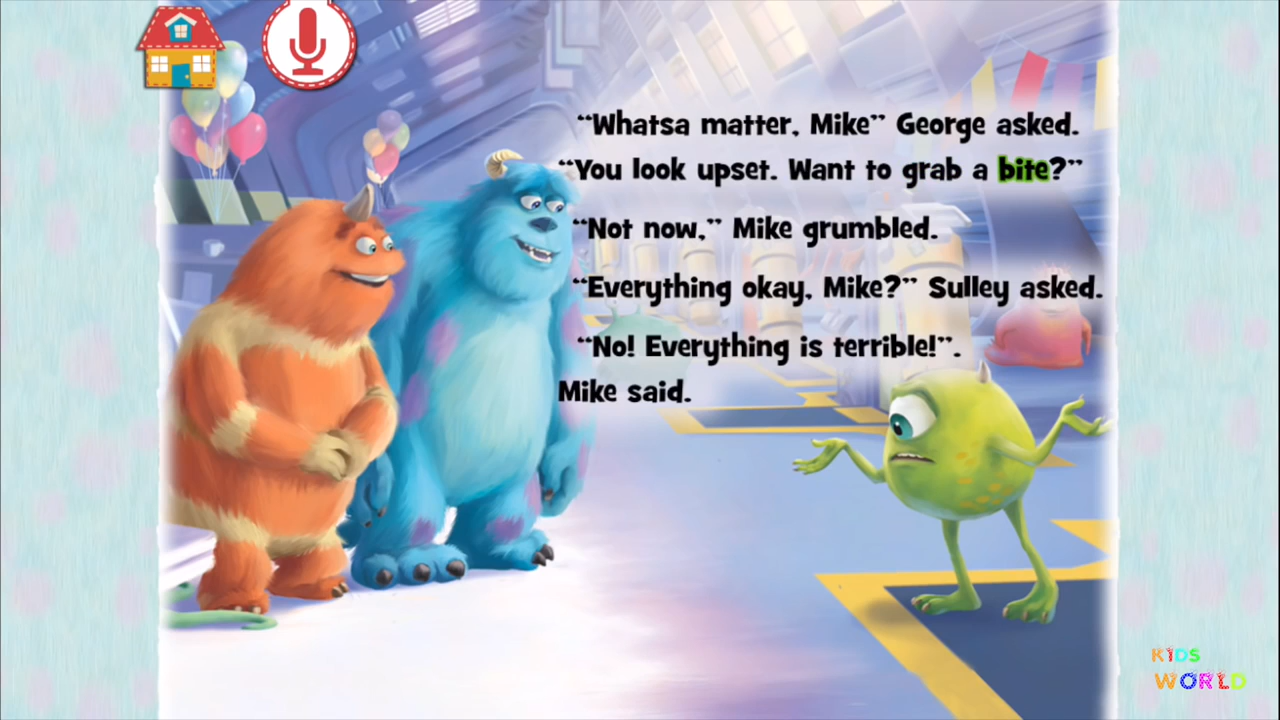 “Whatsa matter, Mike” George asked.
“You look upset. Want to grab a bite?”
“Not now,” Mike grumbled.
“Everything okay, Mike?” Sulley asked.
“No! Everything is terrible!”.
Mike said.
KIDS
WORLD